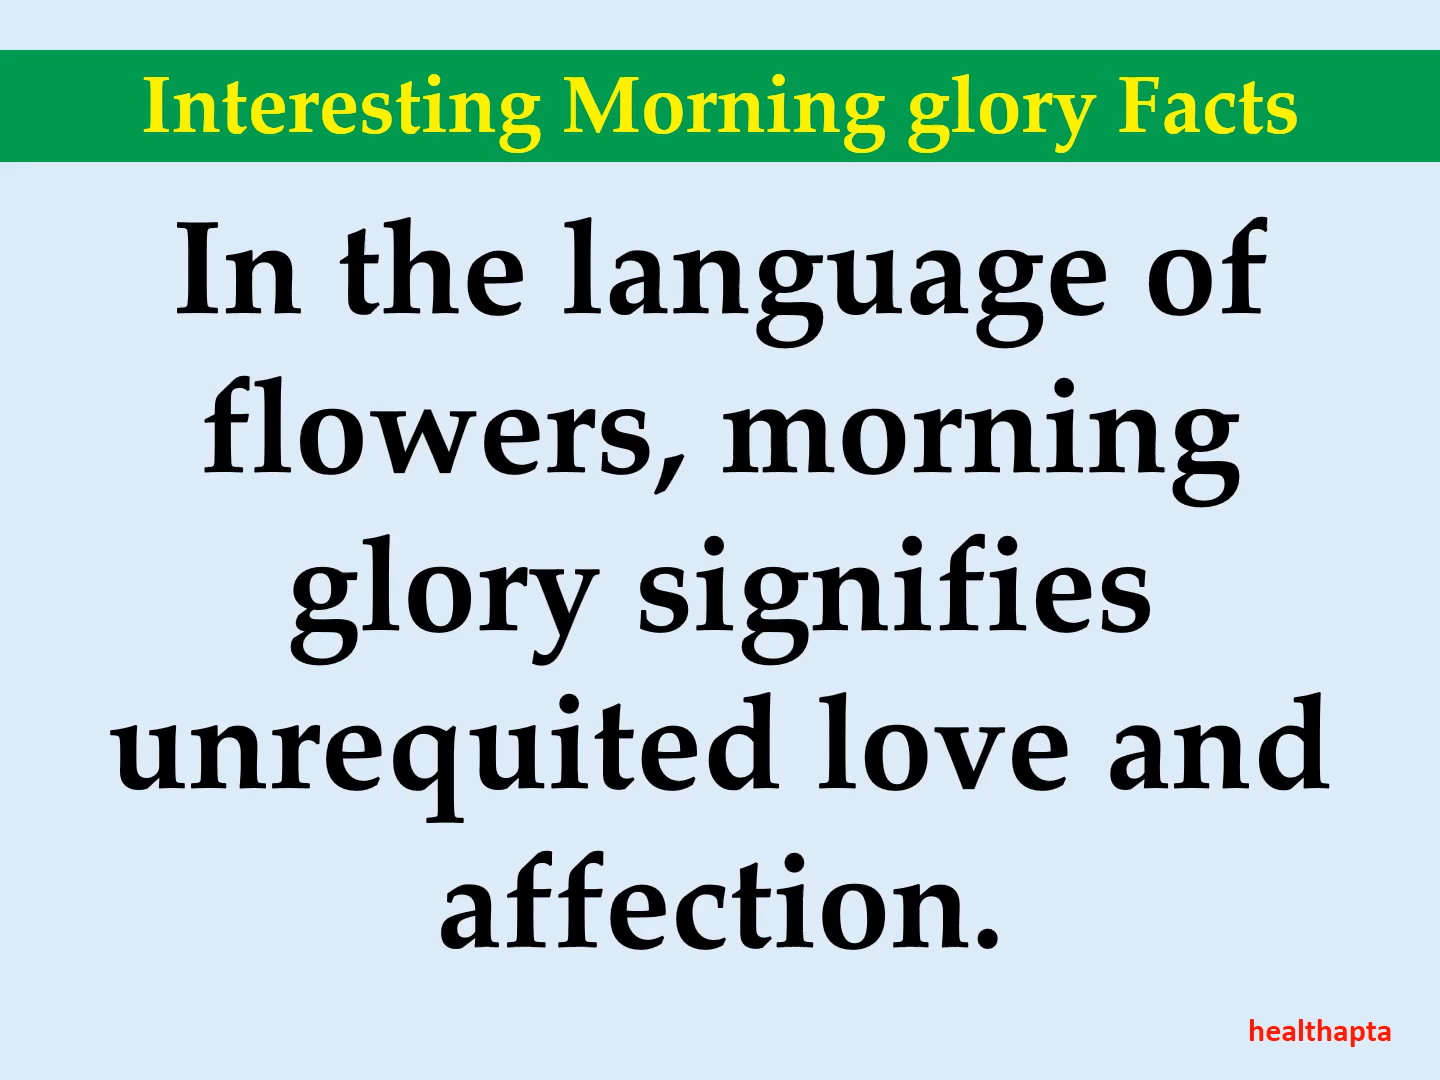 Interesting Morning glory Facts
In the language of
flowers, morning
glory signifies
unrequited love and
affection.
healthapta